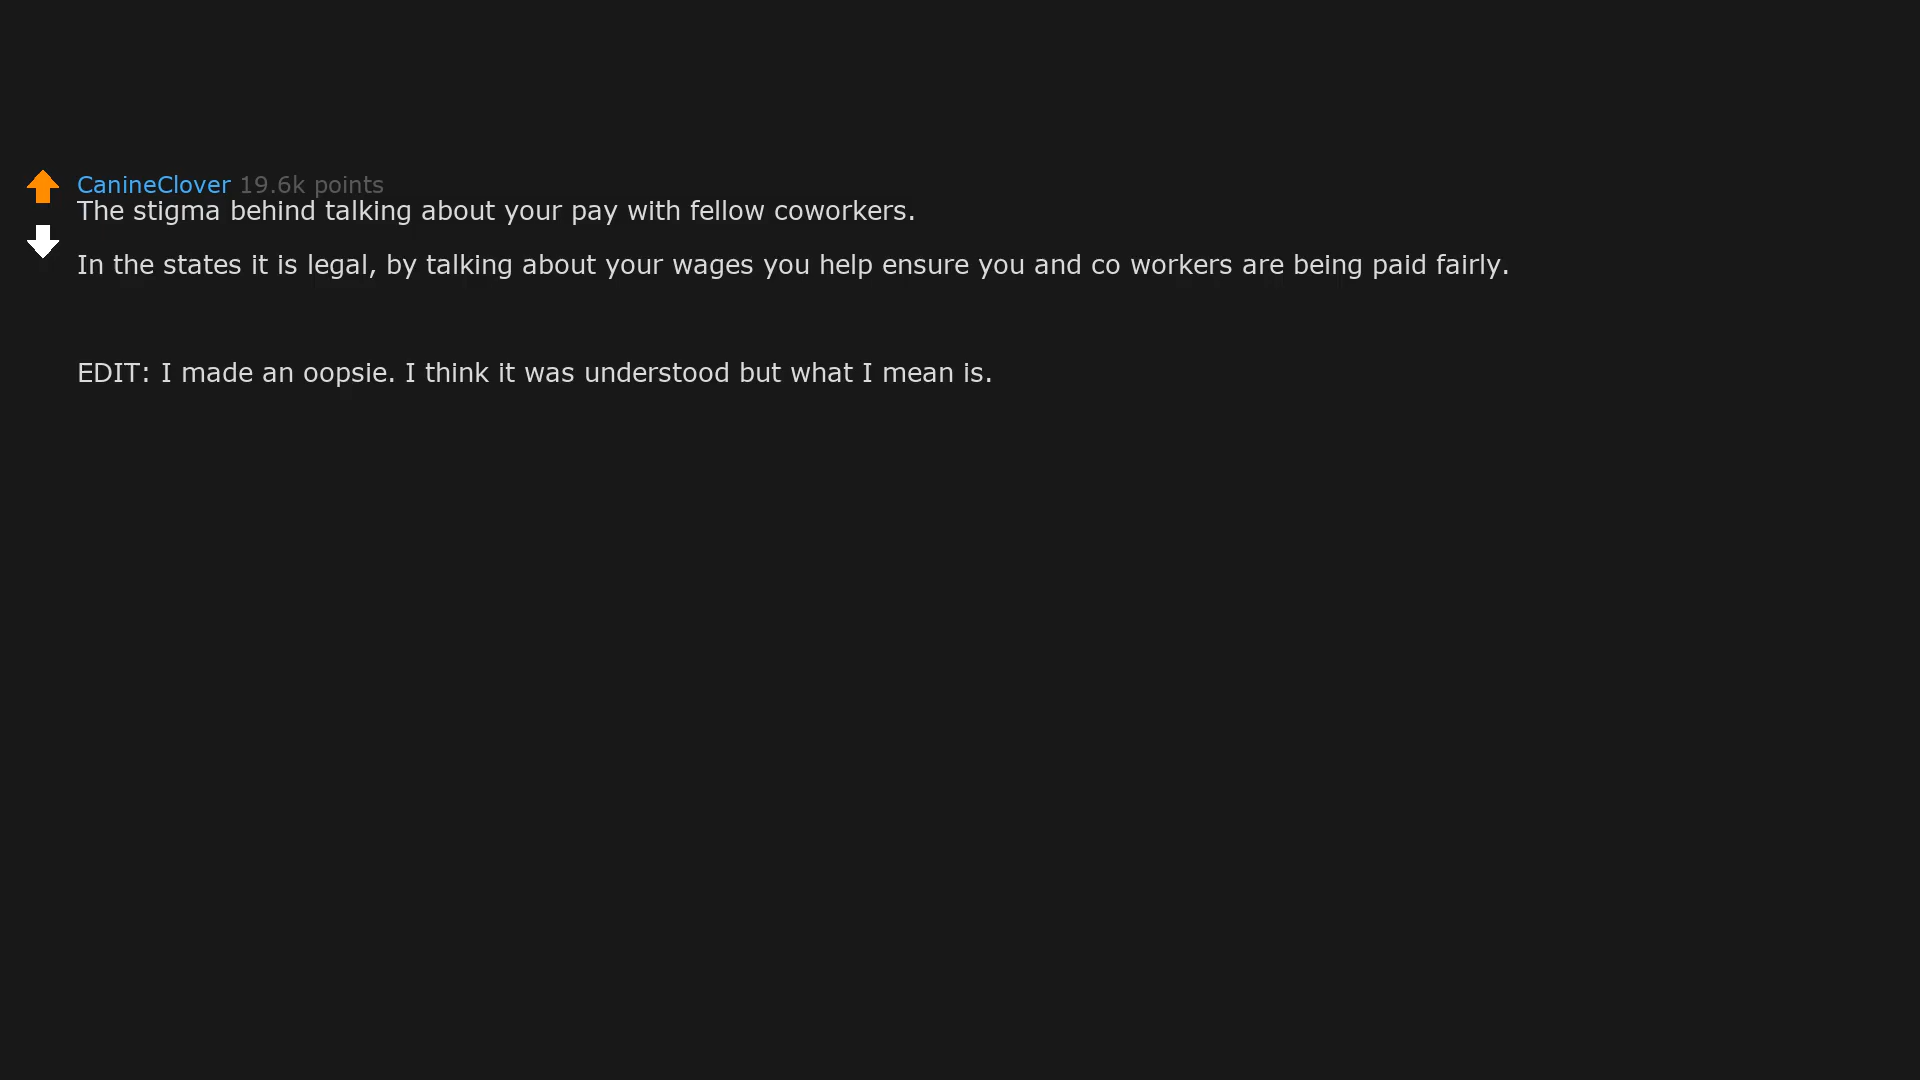 CanineClover 19.6k points
The stigma behind talking about your pay with fellow coworkers.
In the states it is legal, by talking about your wages you help ensure you and co workers are being paid fairly.
EDIT: I made an oopsie. I think it was understood but what I mean is.